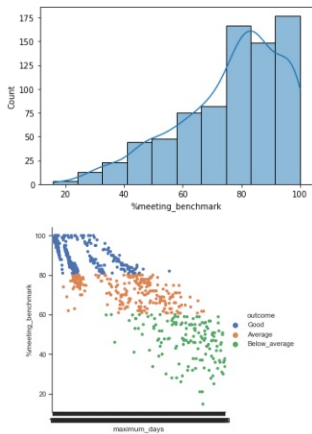 175
150
125
100
75
50
25
0
Count
20 40 60 80 100
%meeting_benchmark
100
80
60
40
20
%meeting_benchmark
outcome
Good
Average
Below_average
maximum_days